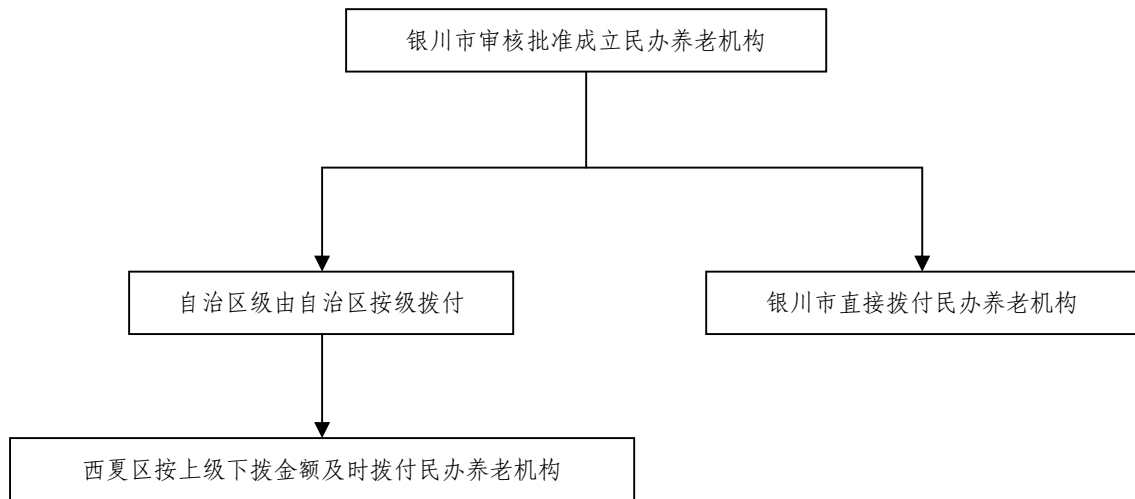 银川市审核批准成立民办养老机构
自治区级由自治区按级拨付
银川市直接拨付民办养老机构
西夏区按上级下拨金额及时拨付民办养老机构